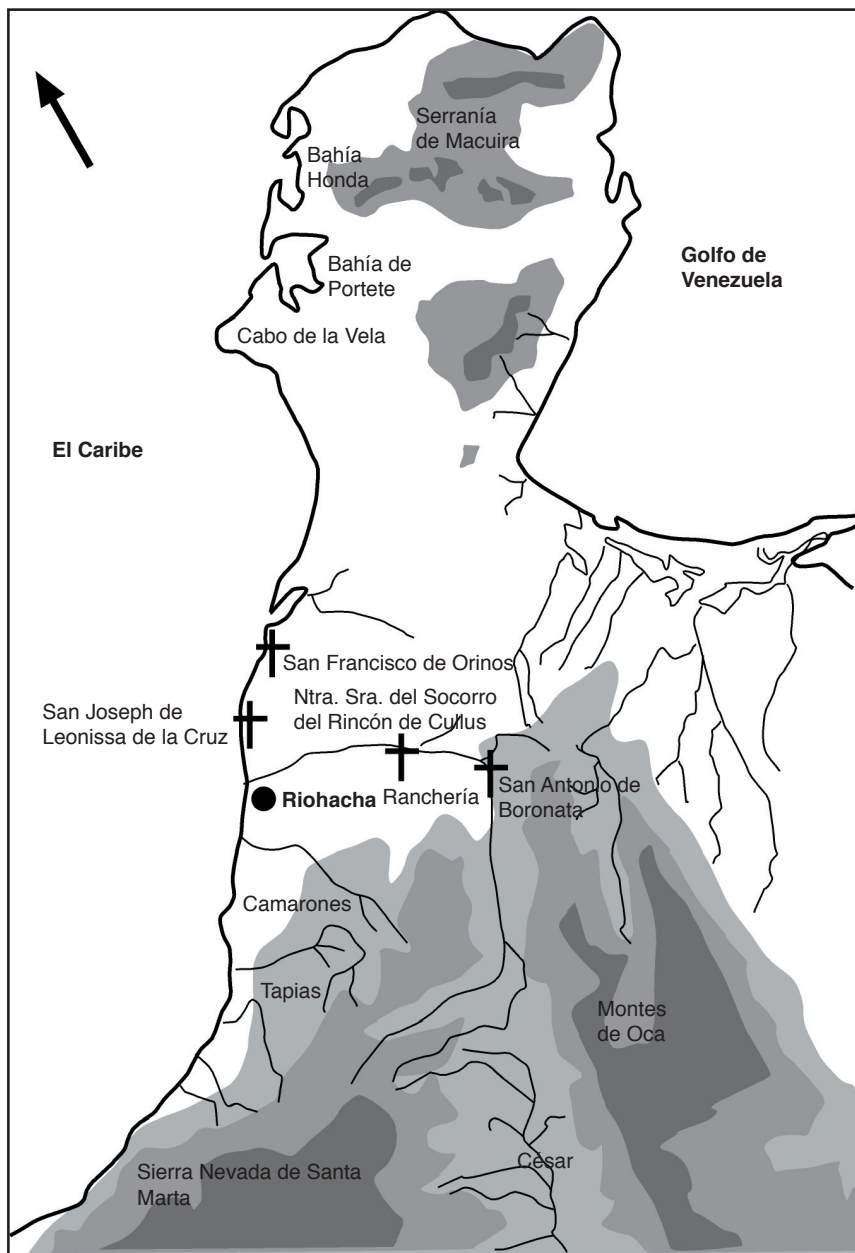 Serranía
de Macuira
Bahía
Honda
Golfo de
Venezuela
Bahía de
Portete
Cabo de la Vela
El Caribe
San Francisco de Orinos
Ntra. Sra. del Socorro
del Rincón de Cullus
San Joseph de
Leonissa de la Cruz
Riohacha
Ranchería
San Antonio de
Boronata
Camarones
Tapias
Montes
de Oca
César
Sierra Nevada de Santa
Marta